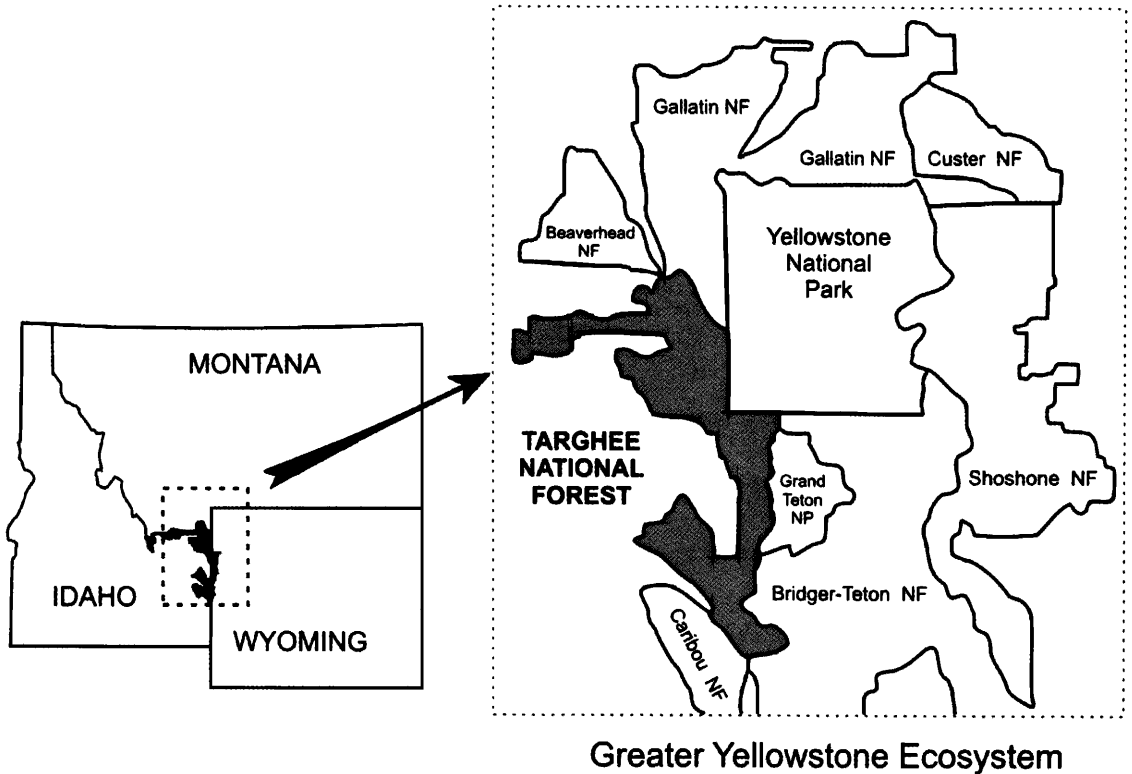 MONTANA
IDAHO
WYOMING
Gallatin NF
Gallatin NF
Custer NF
Beaverhead
NF
Yellowstone
National
Park
TARGHEE
NATIONAL
FOREST
Grand
Teton
NP
Shoshone NF
Bridger-Teton NF
Caribou NF
Greater Yellowstone Ecosystem